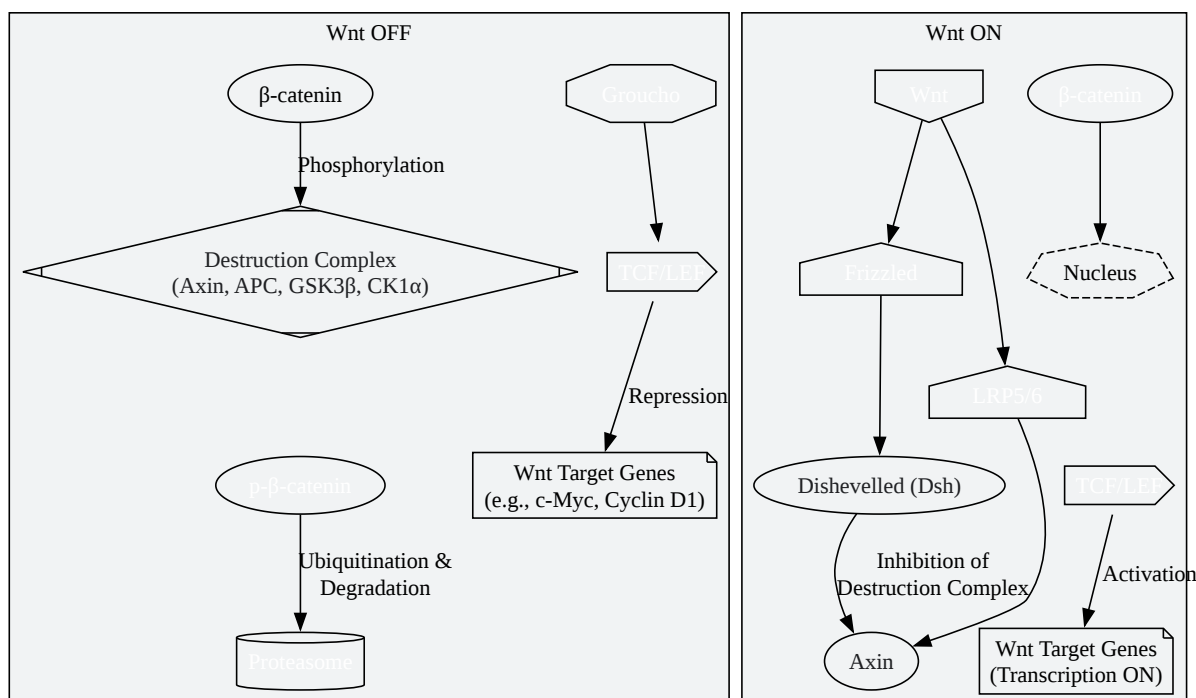 Wnt OFF
β-catenin
Groucho
Phosphorylation
Destruction Complex
(Axin, APC, GSK3β, CK1α)
TCF/LEF
Repression
Wnt Target Genes
(e.g., c-Myc, Cyclin D1)
p-β-catenin
Ubiquitination &
Degradation
Proteasome
Wnt ON
Wnt
β-catenin
Frizzled
Nucleus
LRP5/6
Dishevelled (Dsh)
TCF/LEF
Inhibition of
Destruction Complex
Activation
Axin
Wnt Target Genes
(Transcription ON)